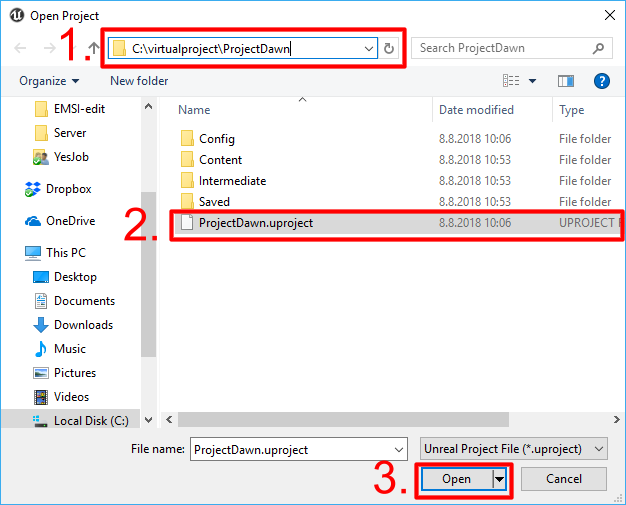 Open Project
1.
C:\virtualproject\ProjectDawn
Search ProjectDawn
Organize
New folder
Name
Date modified
Type
EMSI-edit
Server
YesJob
Dropbox
OneDrive
This PC
Desktop
Documents
Downloads
Music
Pictures
Videos
Local Disk (C:)
Config 8.8.2018 10:06 File folder
Content 8.8.2018 10:53 File folder
Intermediate 8.8.2018 10:53 File folder
Saved 8.8.2018 10:53 File folder
2.
ProjectDawn.uproject 8.8.2018 10:06 UPROJECT
File name: ProjectDawn.uproject
Unreal Project File (*.uproject)
3.
Open
Cancel